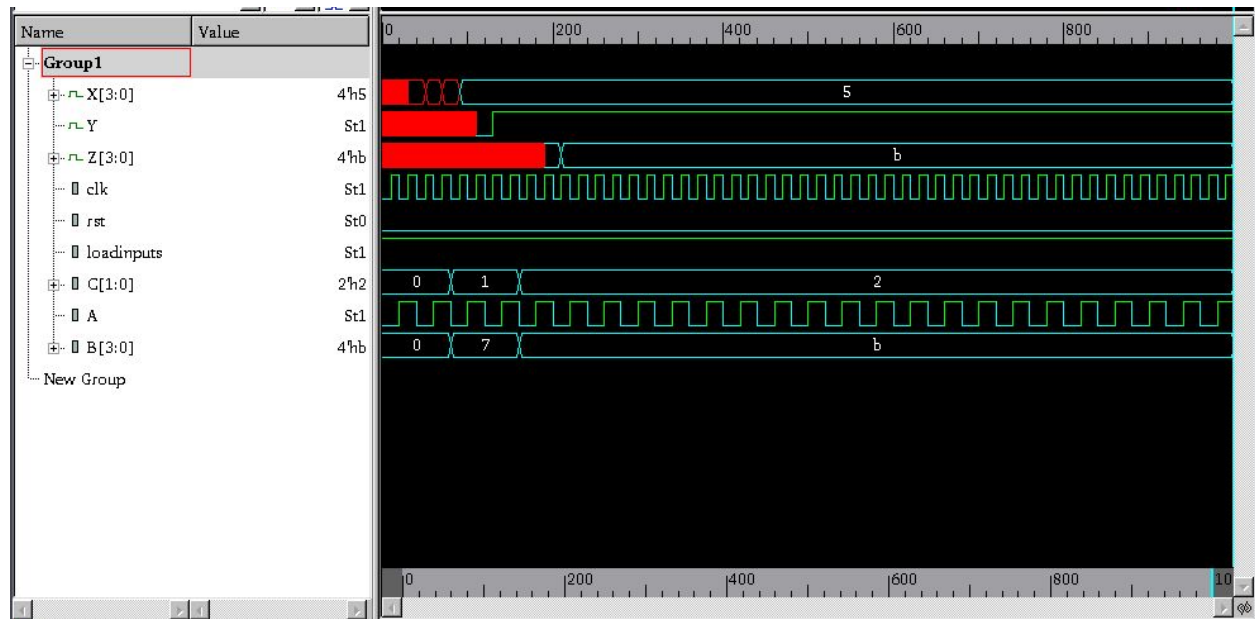 Name Value 0 200 400 600 800
Group1
X[3:0] 4'h5 5
Y St1
Z[3:0] 4'hb b
clk St1
rst St0
loadinputs St1
C[1:0] 2'h2 0 1 2
A St1
B[3:0] 4'hb 0 7 b
New Group
0 200 400 600 800 10